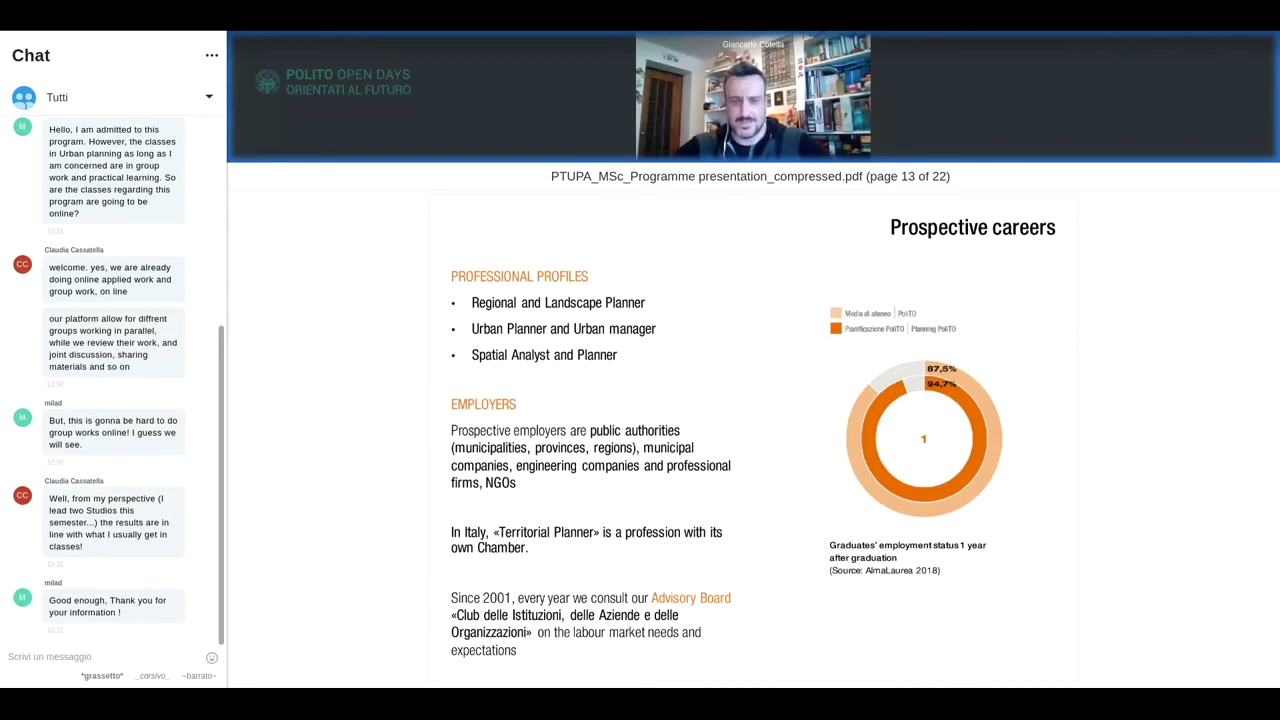 Chat
Tutti
M
Hello, I am admitted to this
program. However, the classes
in Urban planning as long as I
am concerned are in group
work and practical learning. So
are the classes regarding this
program are going to be
online?
Claudia Cassatella
CC
welcome. yes, we are already
doing online applied work and
group work, on line
our platform allow for diffrent
groups working in parallel,
while we review their work, and
joint discussion, sharing
materials and so on
milad
M
But, this is gonna be hard to do
group works online! I guess we
will see.
10:30
Claudia Cassatella
CC
Well, from my perspective (I
lead two Studios this
semester...) the results are in
line with what I usually get in
classes!
10:31
milad
M
Good enough, Thank you for
your information !
10:32
Scrivi un messaggio
*grassetto* _corsivo_ ~barrato~
POLITO OPEN DAYS
ORIENTATI AL FUTURO
Giancarlo Cotella
PTUPA_MSc_Programme presentation_compressed.pdf (page 13 of 22)
Prospective careers
PROFESSIONAL PROFILES
• Regional and Landscape Planner
• Urban Planner and Urban manager
• Spatial Analyst and Planner
EMPLOYERS
Prospective employers are public authorities
(municipalities, provinces, regions), municipal
companies, engineering companies and professional
firms, NGOs
In Italy, «Territorial Planner» is a profession with its
own Chamber.
Since 2001, every year we consult our Advisory Board
«Club delle Istituzioni, delle Aziende e delle
Organizzazioni» on the labour market needs and
expectations
Media di ateneo | PoliTO
Pianificazione PoliTO | Planning PoliTO
87,5%
94,7%
1
Graduates' employment status 1 year
after graduation
(Source: AlmaLaurea 2018)